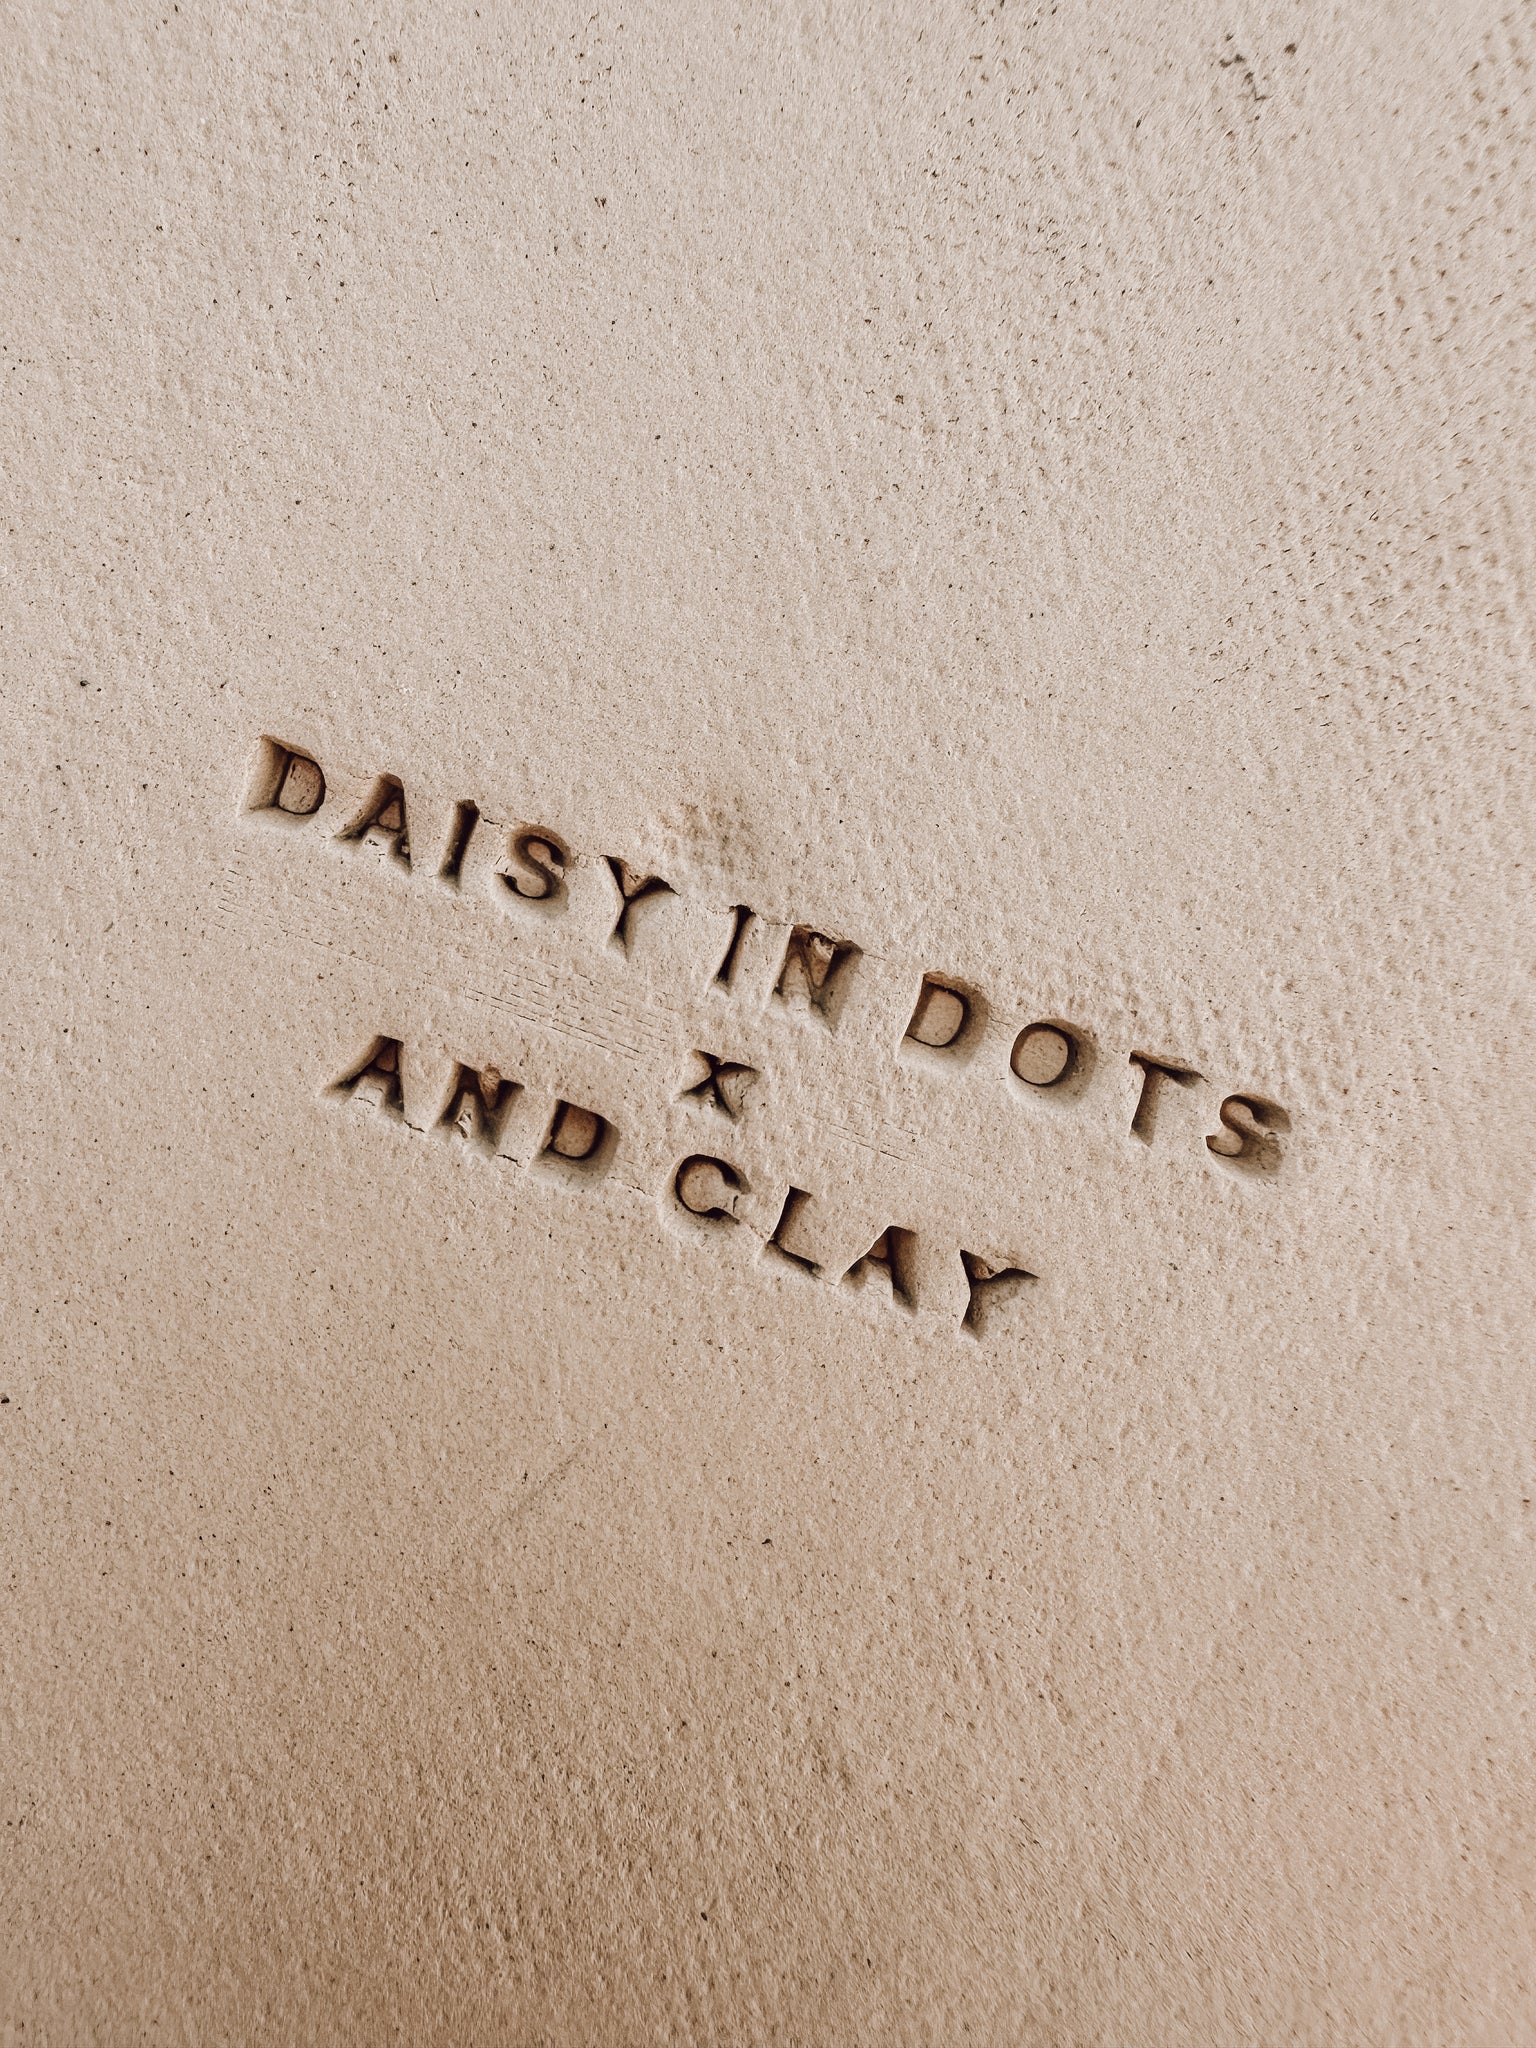 DAISY IN DOTS
X
AND CLAY